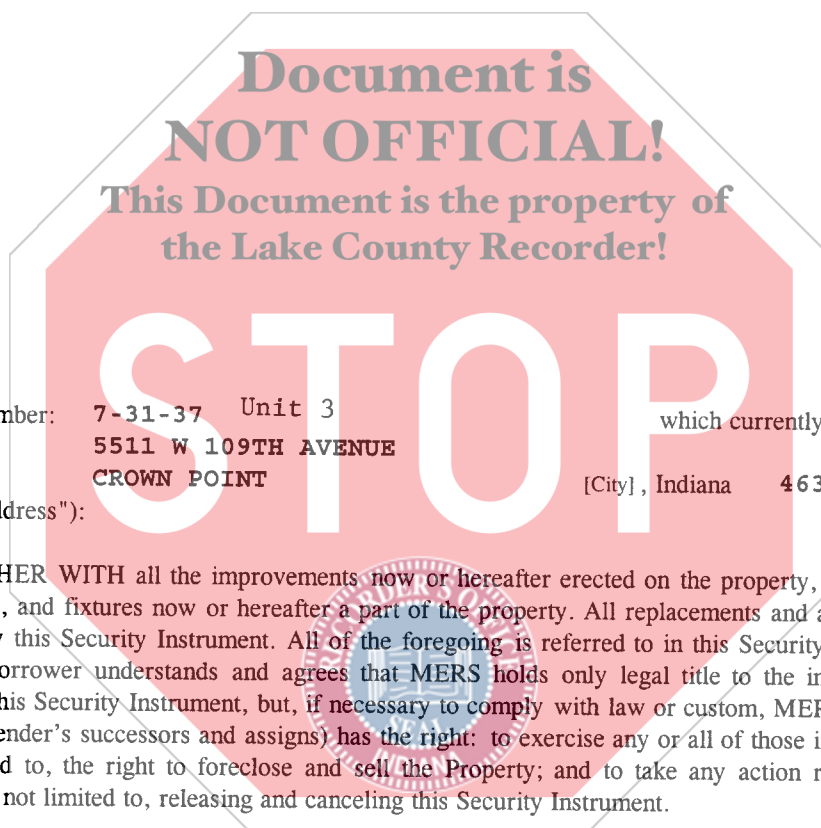 Document is
NOT OFFICIAL!
This Document is the property of
the Lake County Recorder!
STOP
mber: 7-31-37 Unit 3 which currently
5511 W 109TH AVENUE
CROWN POINT [City] , Indiana 463
ddress"):
HER WITH all the improvements now or hereafter erected on the property,
, and fixtures now or hereafter a part of the property. All replacements and a
y this Security Instrument. All of the foregoing is referred to in this Security
orrower understands and agrees that MERS holds only legal title to the in
his Security Instrument, but, if necessary to comply with law or custom, MER
ender's successors and assigns) has the right: to exercise any or all of those i
d to, the right to foreclose and sell the Property; and to take any action r
not limited to, releasing and canceling this Security Instrument.
RECORDER'S OFFICE
SEAL
INDIANA